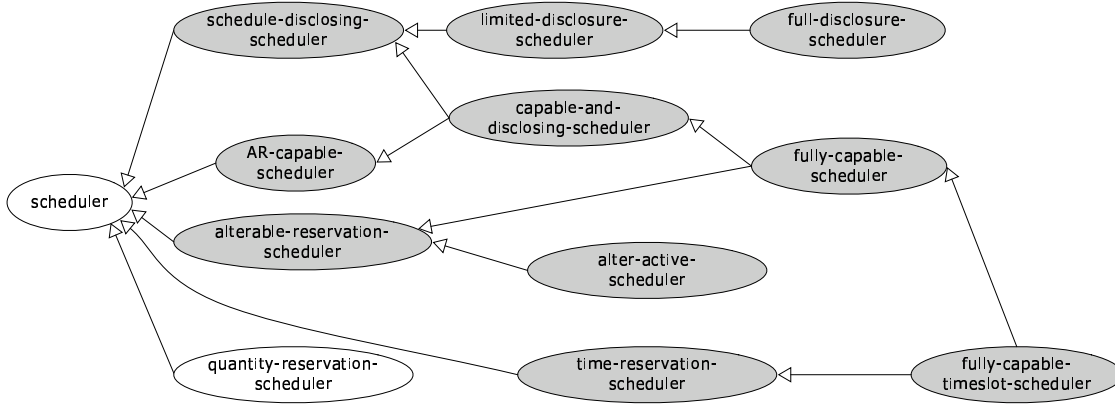 schedule-disclosing-
scheduler
limited-disclosure-
scheduler
full-disclosure-
scheduler
capable-and-
disclosing-scheduler
AR-capable-
scheduler
fully-capable-
scheduler
scheduler
alterable-reservation-
scheduler
alter-active-
scheduler
quantity-reservation-
scheduler
time-reservation-
scheduler
fully-capable-
timeslot-scheduler